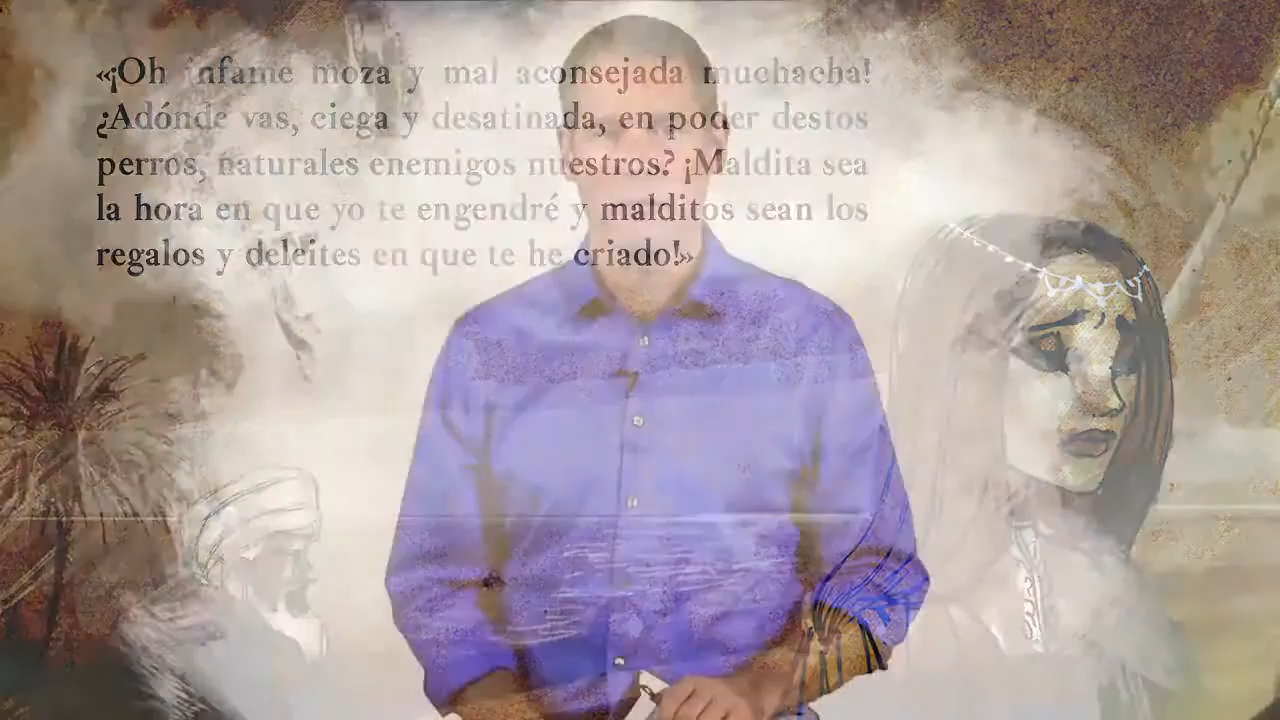 «¡Oh infame moza y mal aconsejada muchacha!
¿Adónde vas, ciega y desatinada, en poder destos
perros, naturales enemigos nuestros? ¡Maldita sea
la hora en que yo te engendré y malditos sean los
regalos y deleites en que te he criado!»